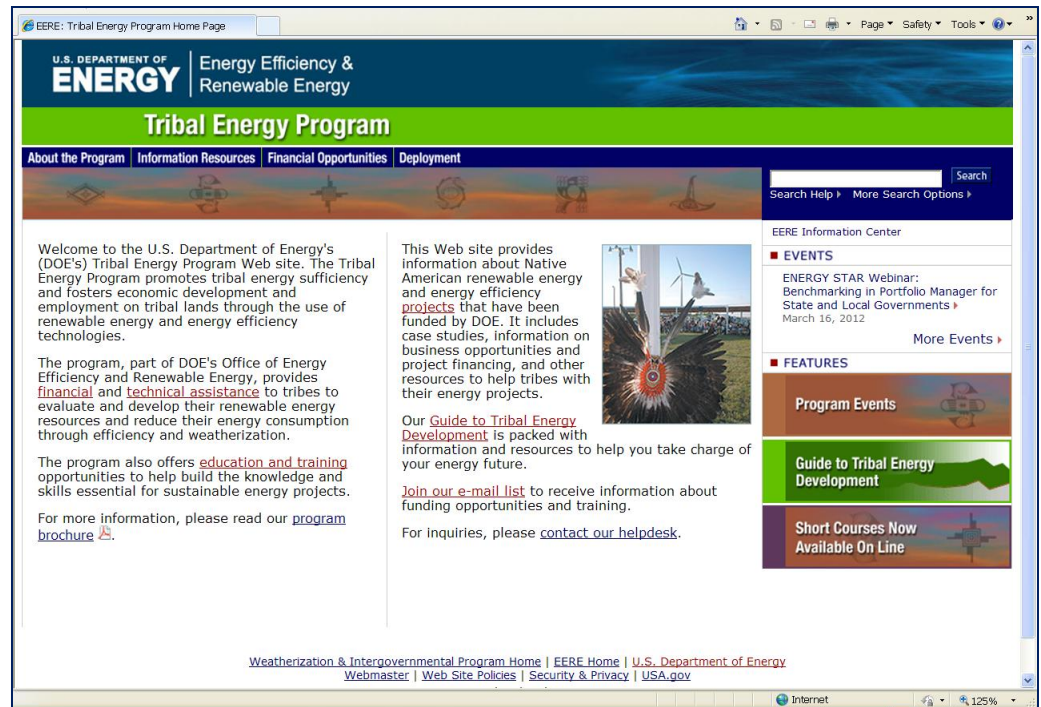 EERE: Tribal Energy Program Home Page
Page
Safety
Tools
»
U.S. DEPARTMENT OF
ENERGY
Energy Efficiency &
Renewable Energy
Tribal Energy Program
About the Program
Information Resources
Financial Opportunities
Deployment
Search
Search Help
More Search Options
Welcome to the U.S. Department of Energy's
(DOE's) Tribal Energy Program Web site. The Tribal
Energy Program promotes tribal energy sufficiency
and fosters economic development and
employment on tribal lands through the use of
renewable energy and energy efficiency
technologies.
The program, part of DOE's Office of Energy
Efficiency and Renewable Energy, provides
financial and technical assistance to tribes to
evaluate and develop their renewable energy
resources and reduce their energy consumption
through efficiency and weatherization.
The program also offers education and training
opportunities to help build the knowledge and
skills essential for sustainable energy projects.
For more information, please read our program
brochure.
This Web site provides
information about Native
American renewable energy
and energy efficiency
projects that have been
funded by DOE. It includes
case studies, information on
business opportunities and
project financing, and other
resources to help tribes with
their energy projects.
Our Guide to Tribal Energy
Development is packed with
information and resources to help you take charge of
your energy future.
Join our e-mail list to receive information about
funding opportunities and training.
For inquiries, please contact our helpdesk.
EERE Information Center
EVENTS
ENERGY STAR Webinar:
Benchmarking in Portfolio Manager for
State and Local Governments
March 16, 2012
More Events
FEATURES
Program Events
Guide to Tribal Energy
Development
Short Courses Now
Available On Line
Weatherization & Intergovernmental Program Home | EERE Home | U.S. Department of Energy
Webmaster | Web Site Policies | Security & Privacy | USA.gov
Internet
125%